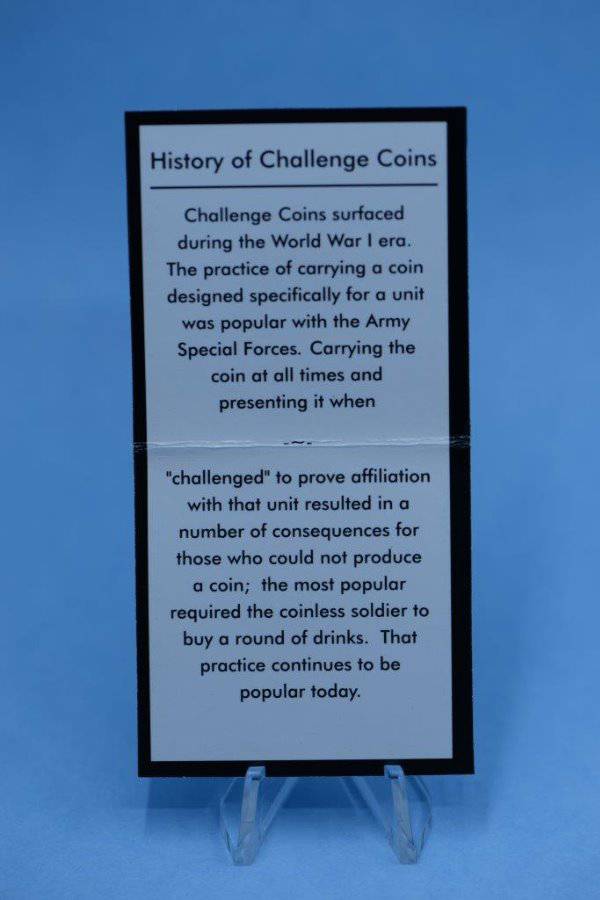 History of Challenge Coins
Challenge Coins surfaced
during the World War I era.
The practice of carrying a coin
designed specifically for a unit
was popular with the Army
Special Forces. Carrying the
coin at all times and
presenting it when
-~-
"challenged" to prove affiliation
with that unit resulted in a
number of consequences for
those who could not produce
a coin; the most popular
required the coinless soldier to
buy a round of drinks. That
practice continues to be
popular today.